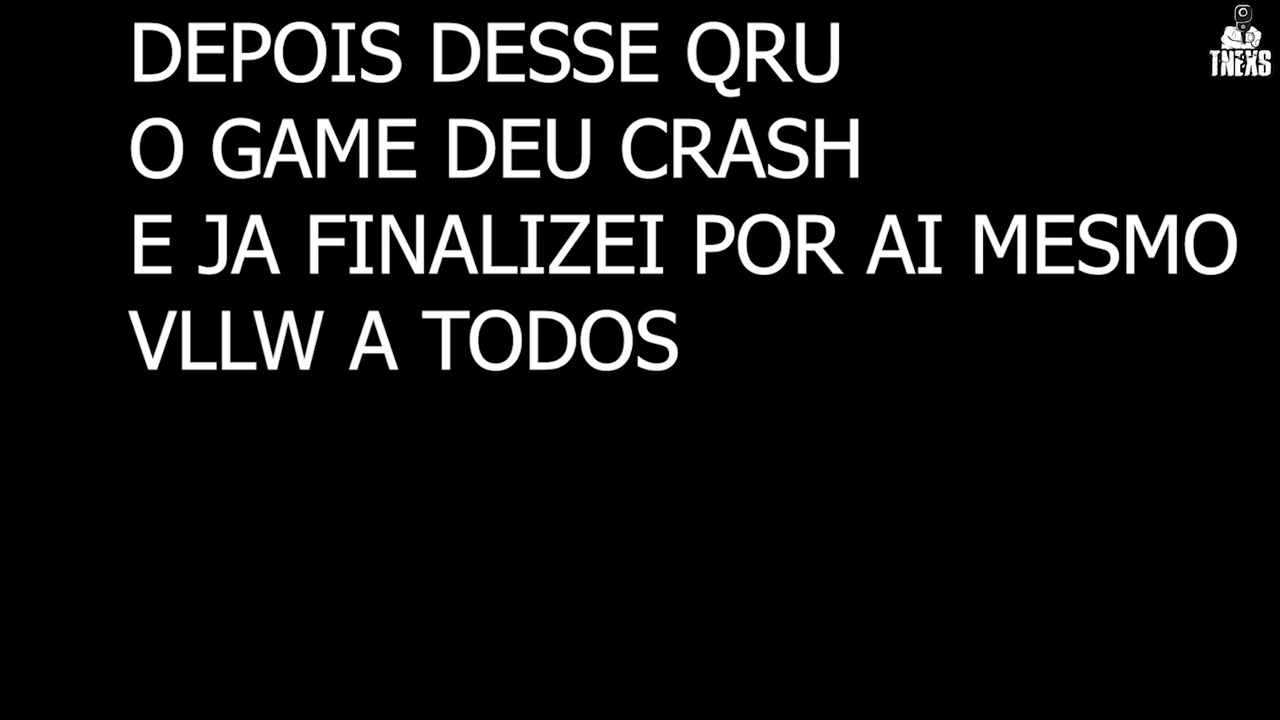 DEPOIS DESSE QRU
O GAME DEU CRASH
E JA FINALIZEI POR AI MESMO
VLLW A TODOS
TNEXS